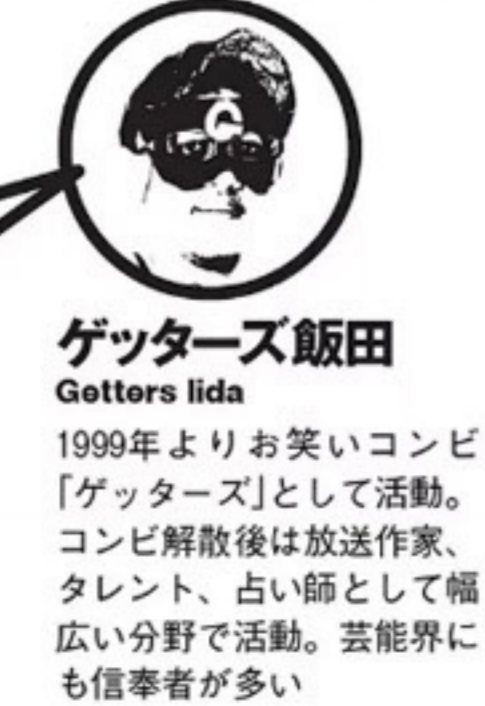 ゲッターズ飯田
Getters Iida
1999年よりお笑いコンビ
「ゲッターズ」として活動。
コンビ解散後は放送作家、
タレント、占い師として幅
広い分野で活動。芸能界に
も信奉者が多い